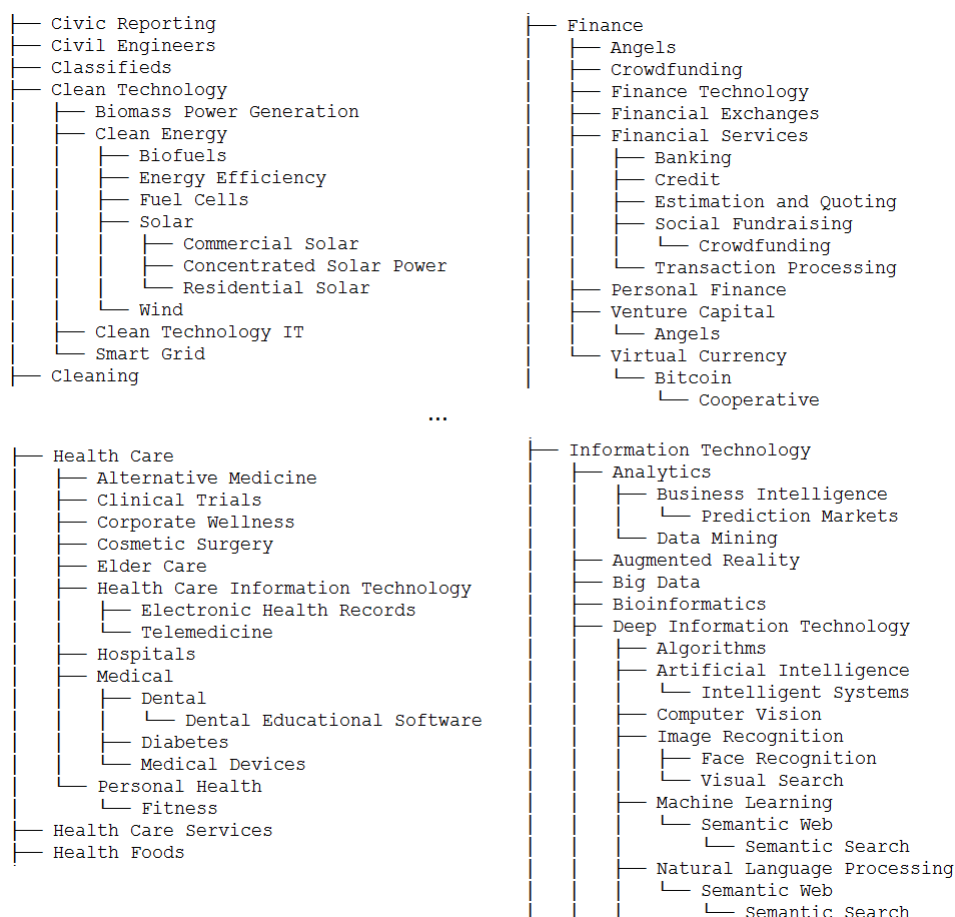 Civic Reporting
Civil Engineers
Classifieds
Clean Technology
Biomass Power Generation
Clean Energy
Biofuels
Energy Efficiency
Fuel Cells
Solar
Commercial Solar
Concentrated Solar Power
Residential Solar
Wind
Clean Technology IT
Smart Grid
Cleaning
Finance
Angels
Crowdfunding
Finance Technology
Financial Exchanges
Financial Services
Banking
Credit
Estimation and Quoting
Social Fundraising
Crowdfunding
Transaction Processing
Personal Finance
Venture Capital
Angels
Virtual Currency
Bitcoin
Cooperative
...
Health Care
Alternative Medicine
Clinical Trials
Corporate Wellness
Cosmetic Surgery
Elder Care
Health Care Information Technology
Electronic Health Records
Telemedicine
Hospitals
Medical
Dental
Dental Educational Software
Diabetes
Medical Devices
Personal Health
Fitness
Health Care Services
Health Foods
Information Technology
Analytics
Business Intelligence
Prediction Markets
Data Mining
Augmented Reality
Big Data
Bioinformatics
Deep Information Technology
Algorithms
Artificial Intelligence
Intelligent Systems
Computer Vision
Image Recognition
Face Recognition
Visual Search
Machine Learning
Semantic Web
Semantic Search
Natural Language Processing
Semantic Web
Semantic Search